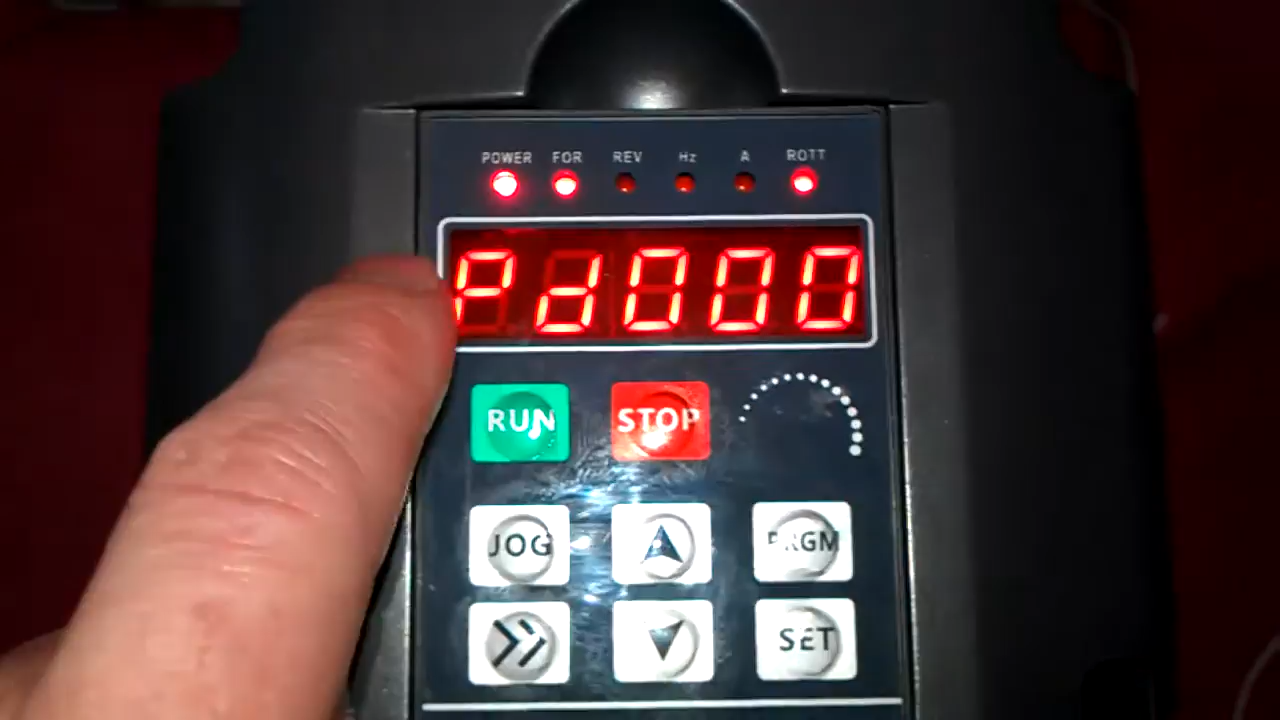 POWER FOR REV Hz A ROTT
Pd000
RUN STOP
JOG PRGM
SET